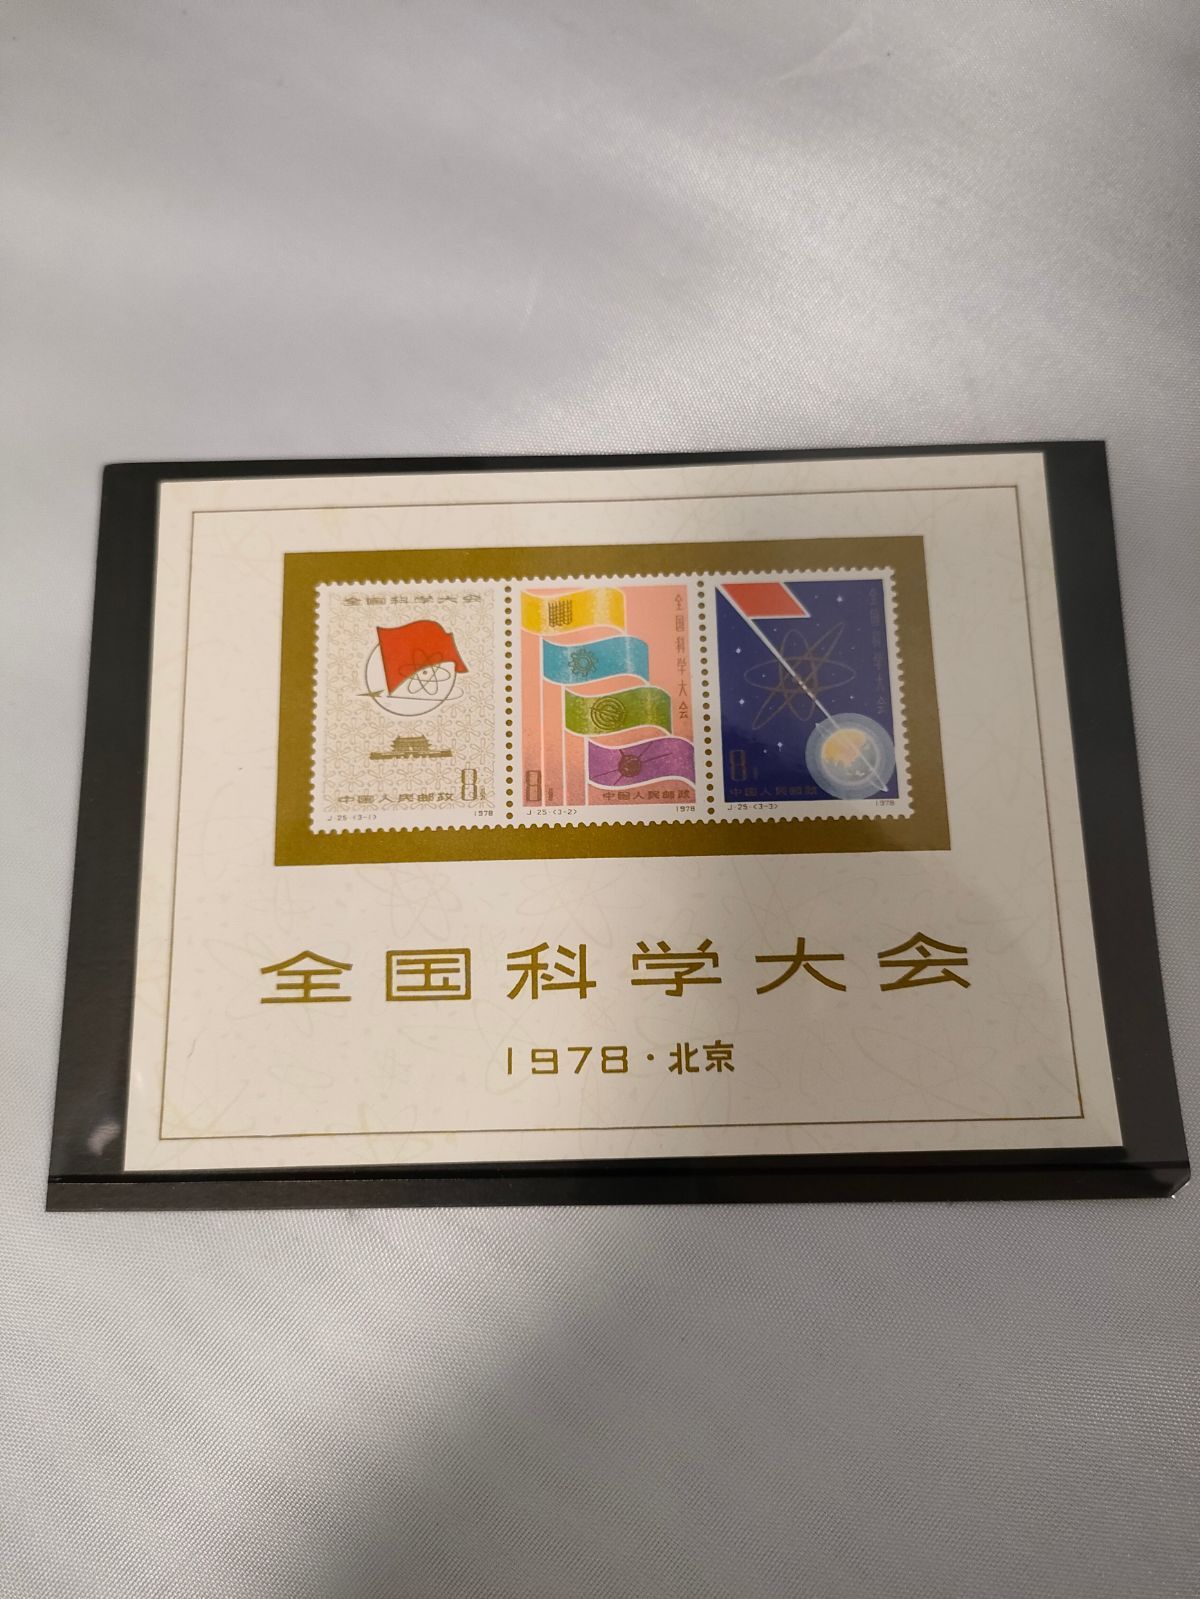 全国科学大会
8分
中国人民邮政
J·25·(3-1)
1978
全国科学大会
8分
中国人民邮政
J·25·(3-2)
1978
全国科学大会
8分
中国人民邮政
J·25·(3-3)
1978
全国科学大会
1978·北京